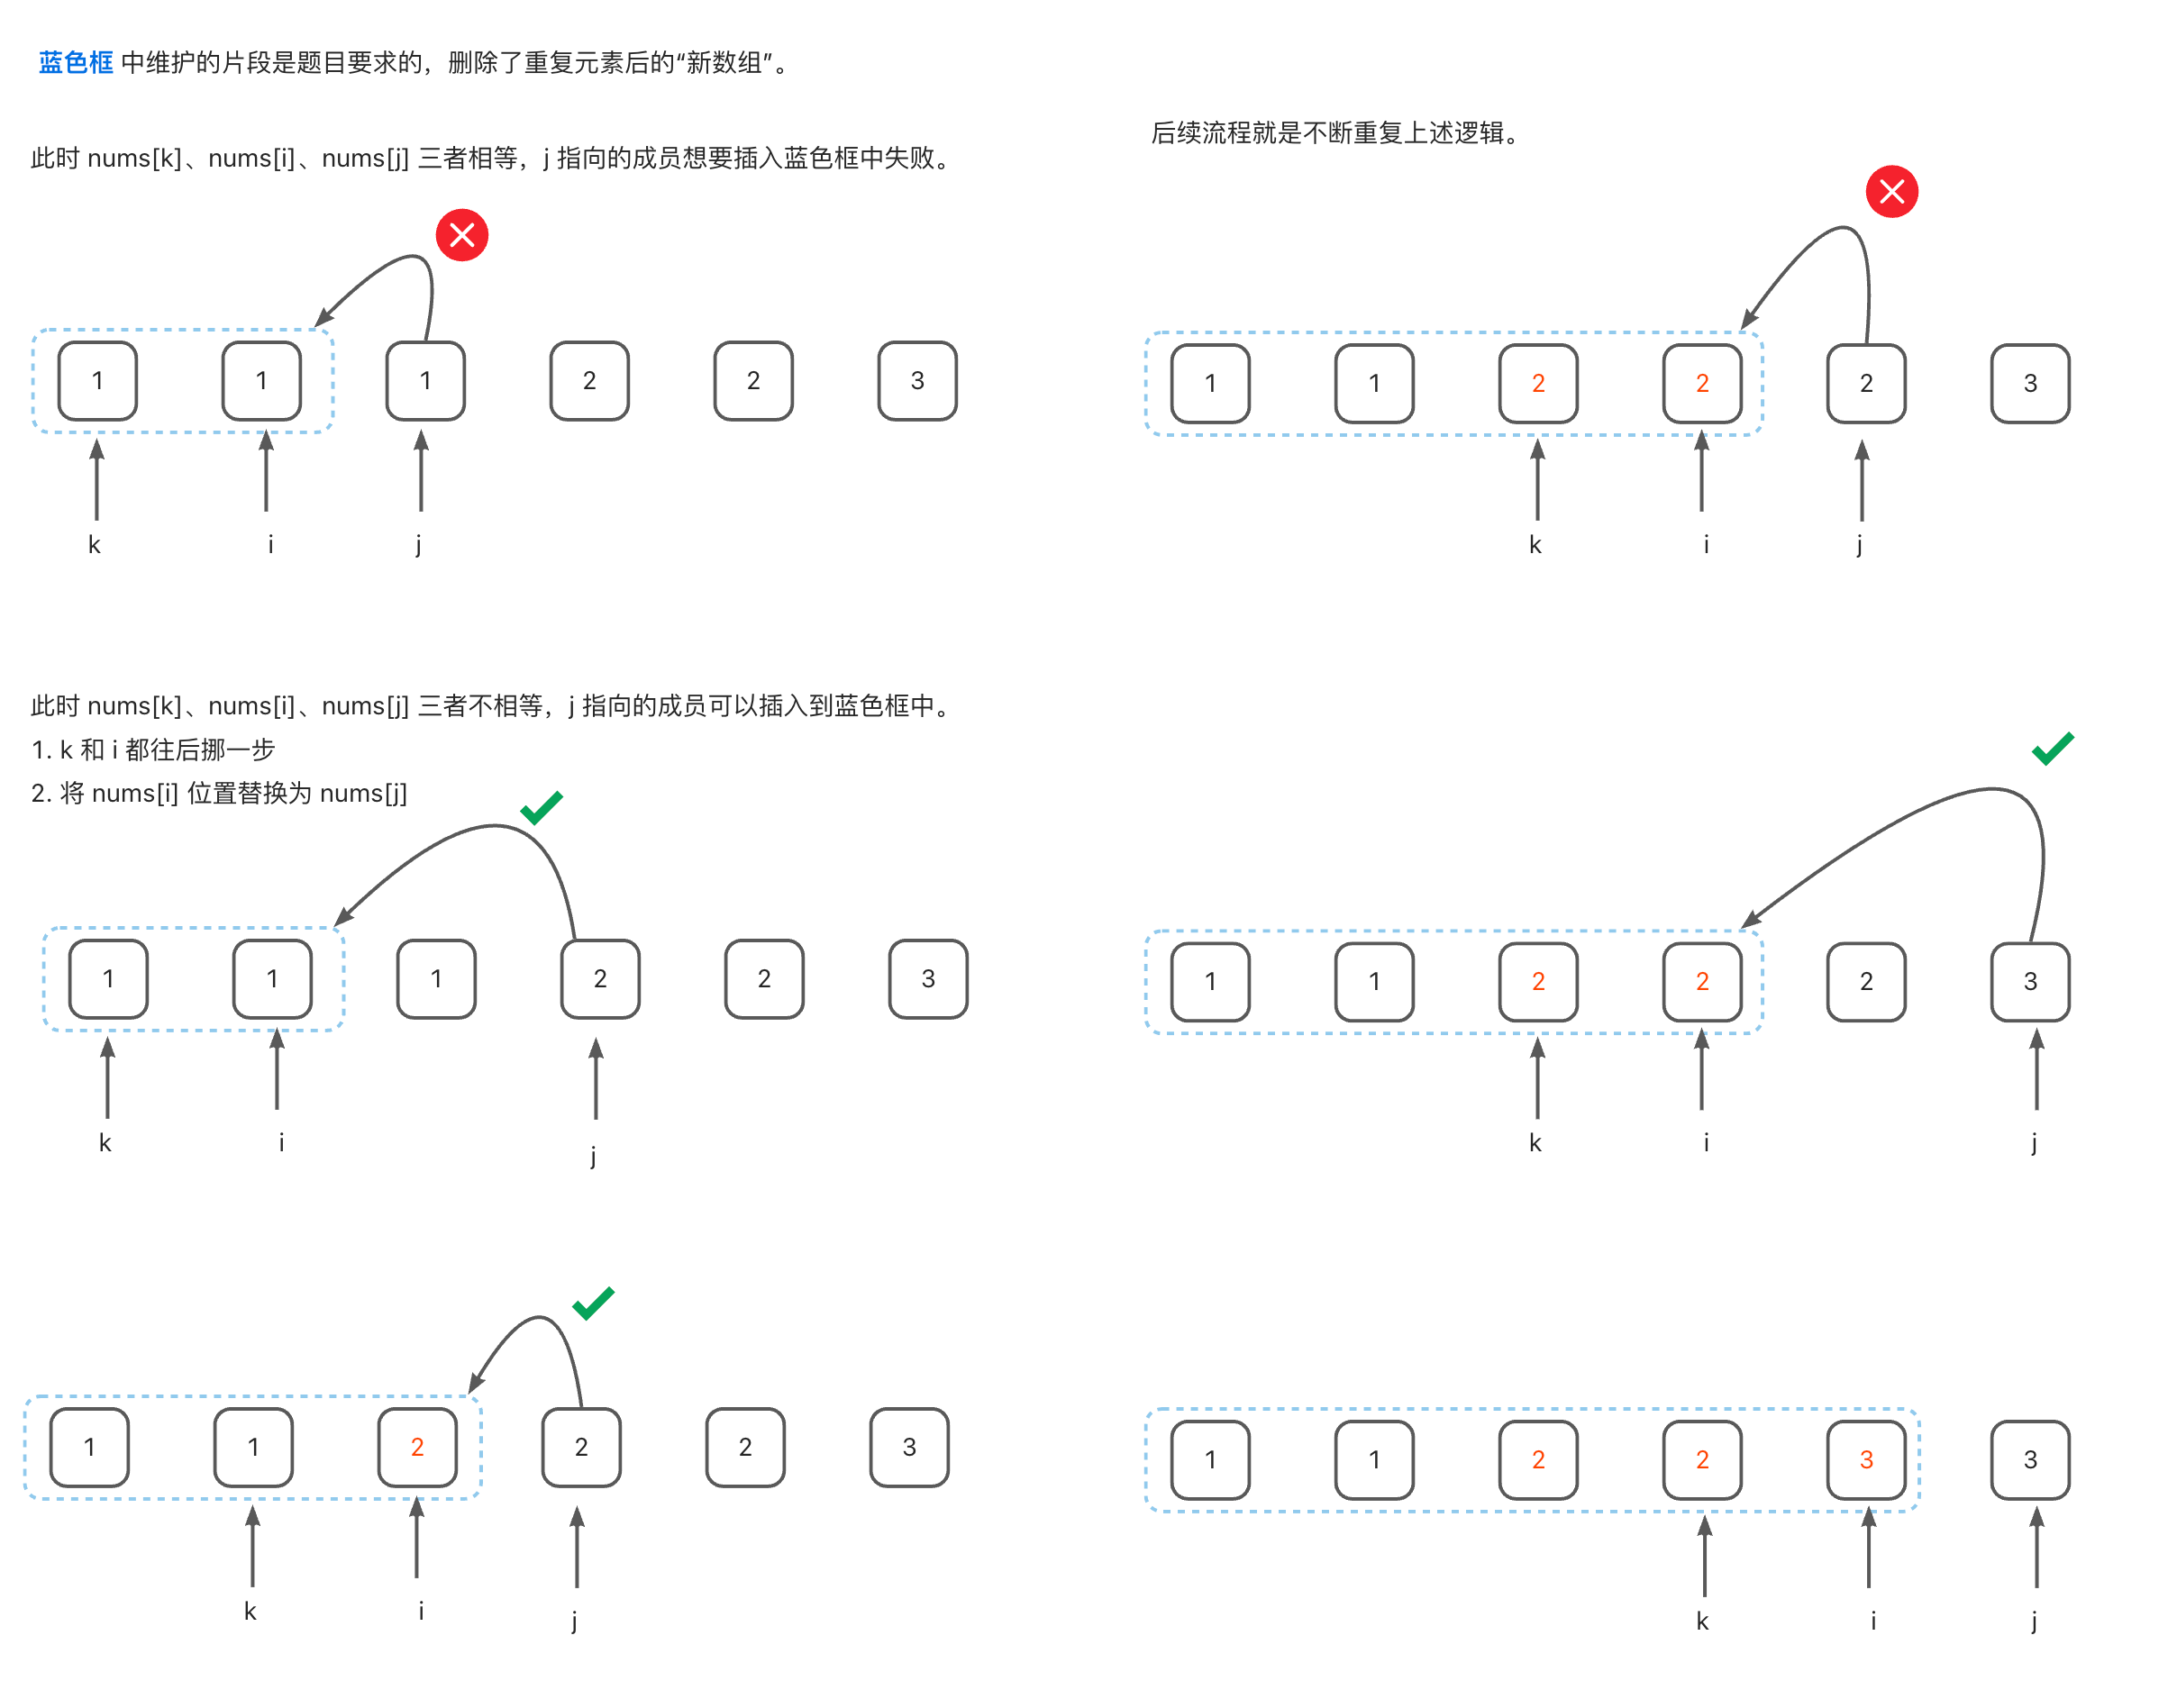 蓝色框 中维护的片段是题目要求的，删除了重复元素后的“新数组”。
此时 nums[k]、nums[i]、nums[j] 三者相等，j 指向的成员想要插入蓝色框中失败。
1 1 1 2 2 3
k i j
此时 nums[k]、nums[i]、nums[j] 三者不相等，j 指向的成员可以插入到蓝色框中。
1. k 和 i 都往后挪一步
2. 将 nums[i] 位置替换为 nums[j]
1 1 1 2 2 3
k i j
1 1 2 2 2 3
k i j
后续流程就是不断重复上述逻辑。
1 1 2 2 2 3
k i j
1 1 2 2 2 3
k i j
1 1 2 2 3 3
k i j